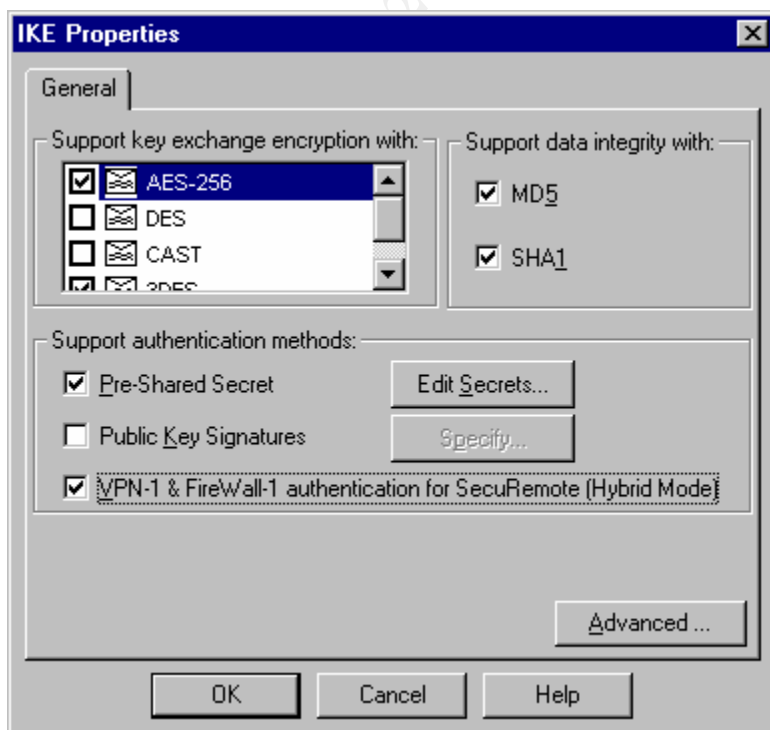 IKE Properties
General
Support key exchange encryption with:
AES-256
DES
CAST
3DES
Support data integrity with:
MD5
SHA1
Support authentication methods:
Pre-Shared Secret
Edit Secrets...
Public Key Signatures
Specify...
VPN-1 & FireWall-1 authentication for SecuRemote (Hybrid Mode)
Advanced ...
OK
Cancel
Help